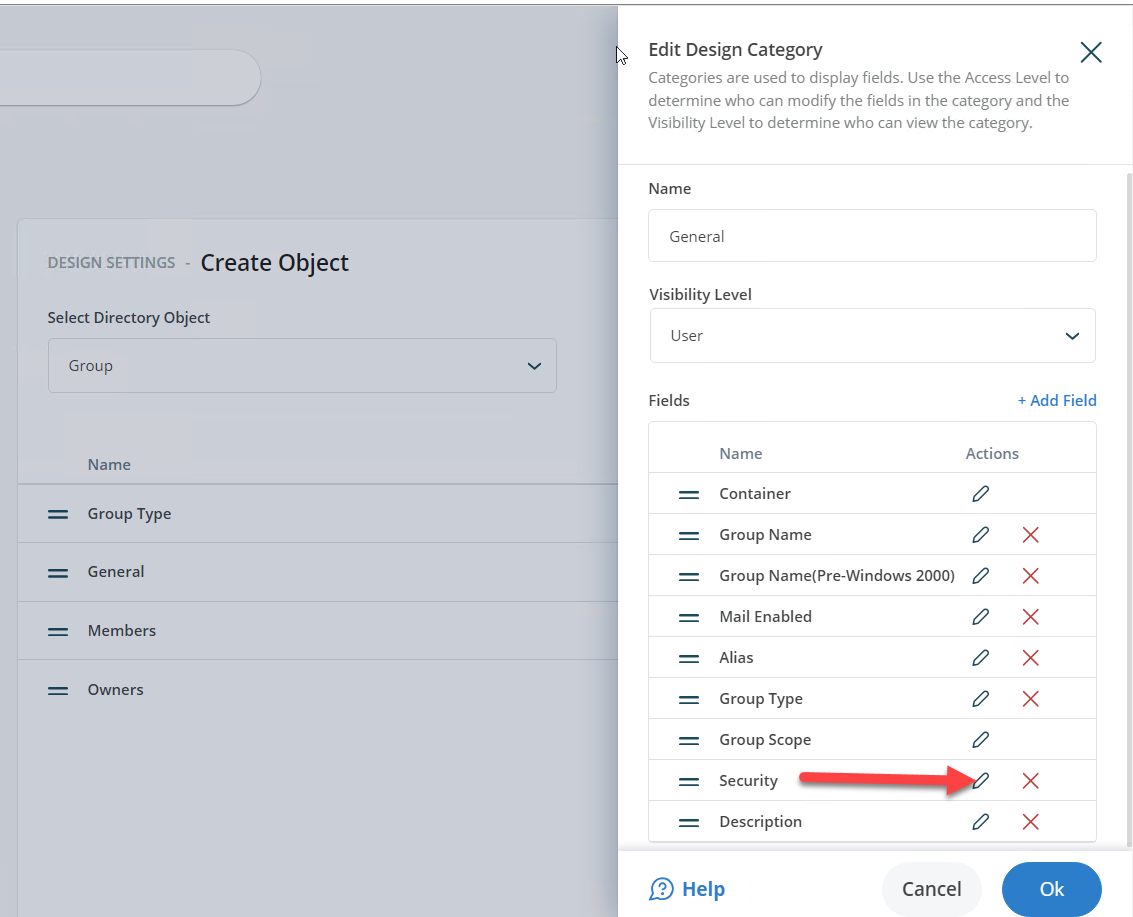 Edit Design Category
Categories are used to display fields. Use the Access Level to
determine who can modify the fields in the category and the
Visibility Level to determine who can view the category.
Name
General
Visibility Level
User
Fields
+ Add Field
Name Actions
Container
Group Name
Group Name(Pre-Windows 2000)
Mail Enabled
Alias
Group Type
Group Scope
Security
Description
Help
Cancel
Ok
DESIGN SETTINGS - Create Object
Select Directory Object
Group
Name
Group Type
General
Members
Owners